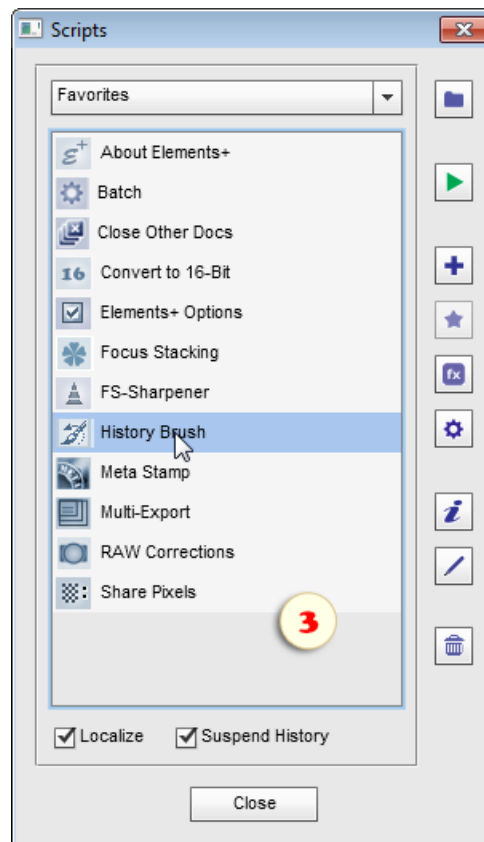 Scripts
Favorites
ε+ About Elements+
Batch
Close Other Docs
16 Convert to 16-Bit
Elements+ Options
Focus Stacking
FS-Sharpener
History Brush
Meta Stamp
Multi-Export
RAW Corrections
Share Pixels
3
fx
i
Localize Suspend History
Close